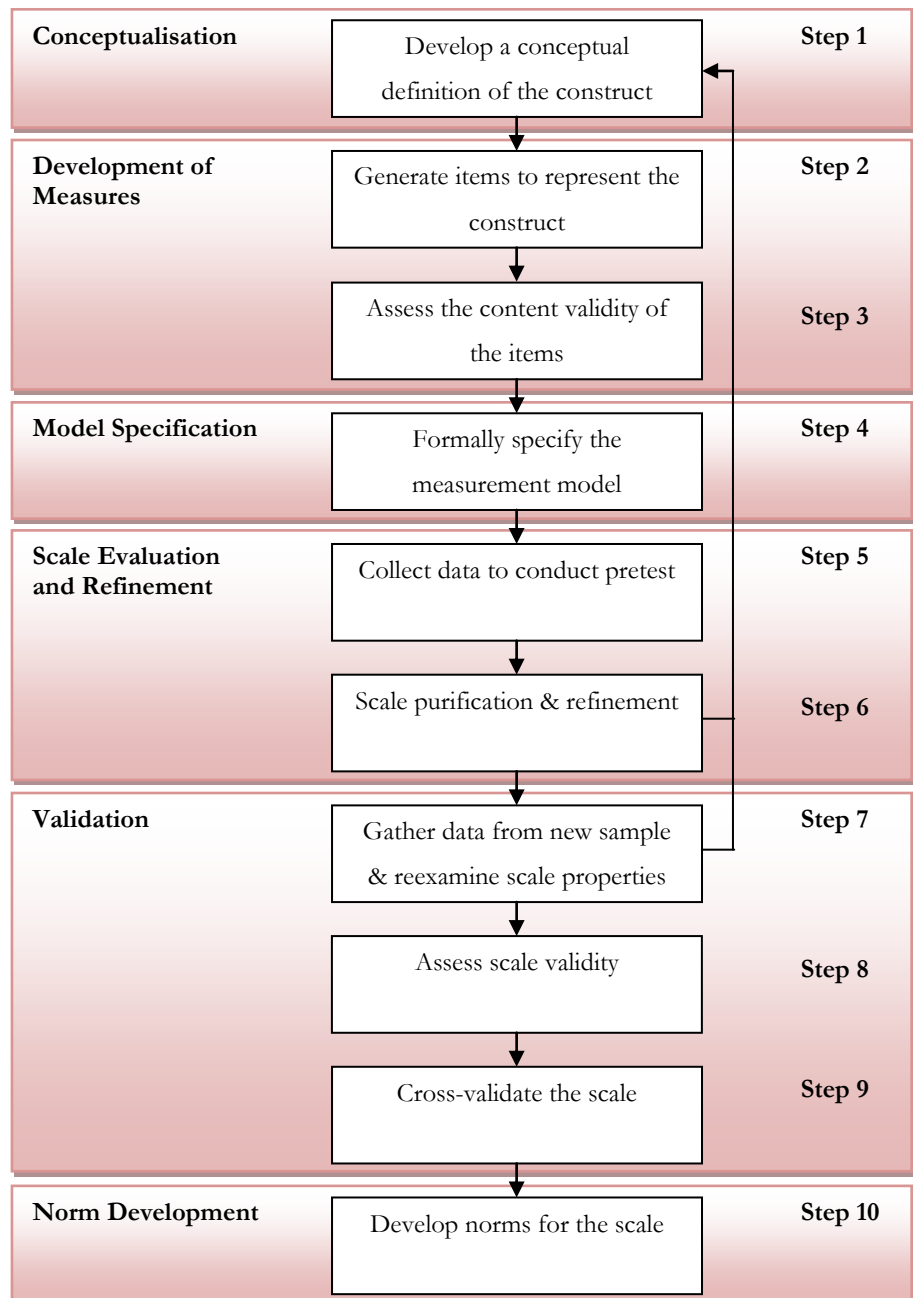 Conceptualisation
Develop a conceptual
definition of the construct
Step 1
Development of
Measures
Generate items to represent the
construct
Step 2
Assess the content validity of
the items
Step 3
Model Specification
Formally specify the
measurement model
Step 4
Scale Evaluation
and Refinement
Collect data to conduct pretest
Step 5
Scale purification & refinement
Step 6
Validation
Gather data from new sample
& reexamine scale properties
Step 7
Assess scale validity
Step 8
Cross-validate the scale
Step 9
Norm Development
Develop norms for the scale
Step 10